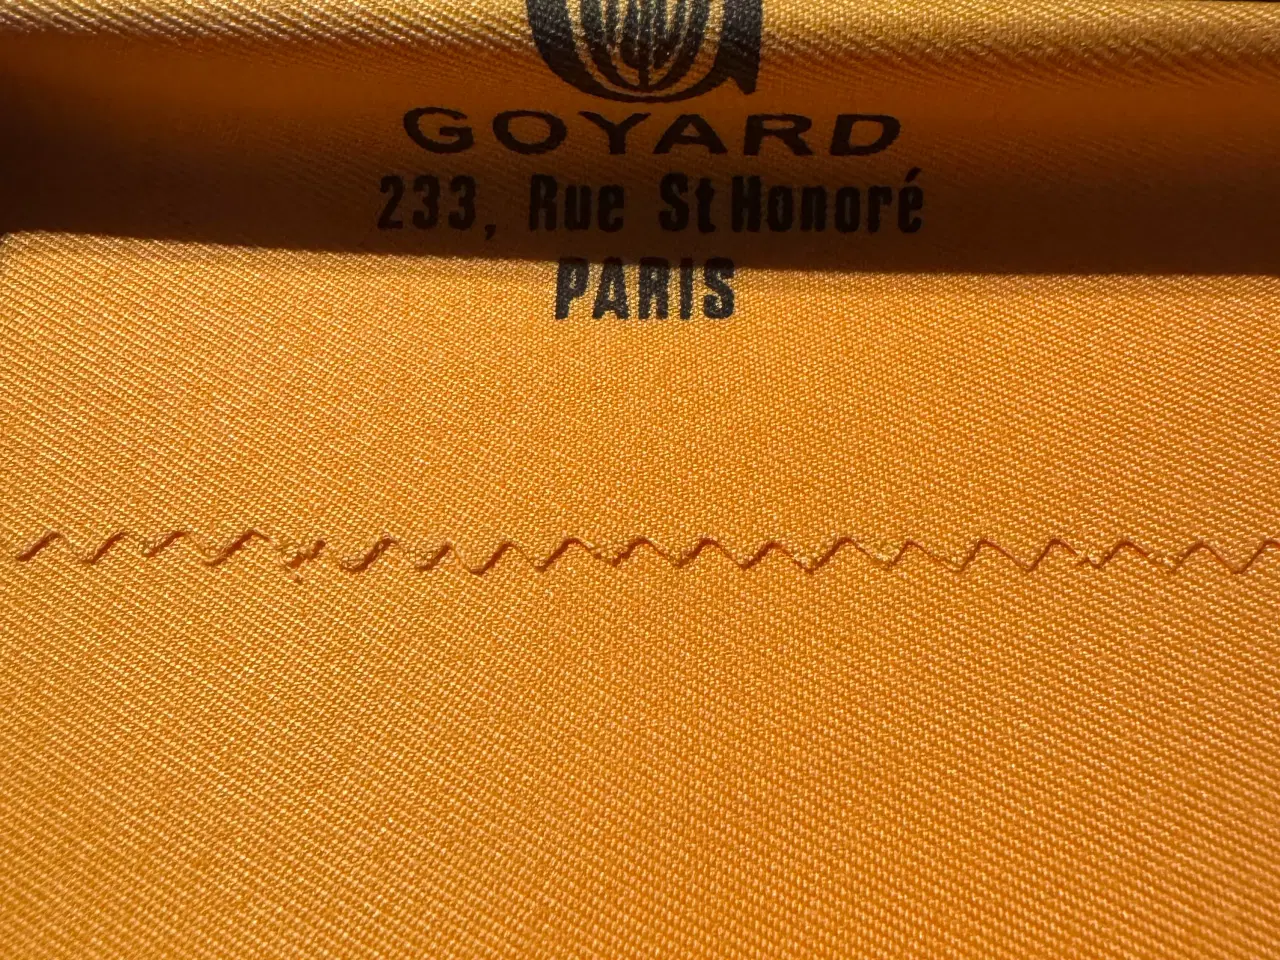 GOYARD
233, Rue St Honoré
PARIS